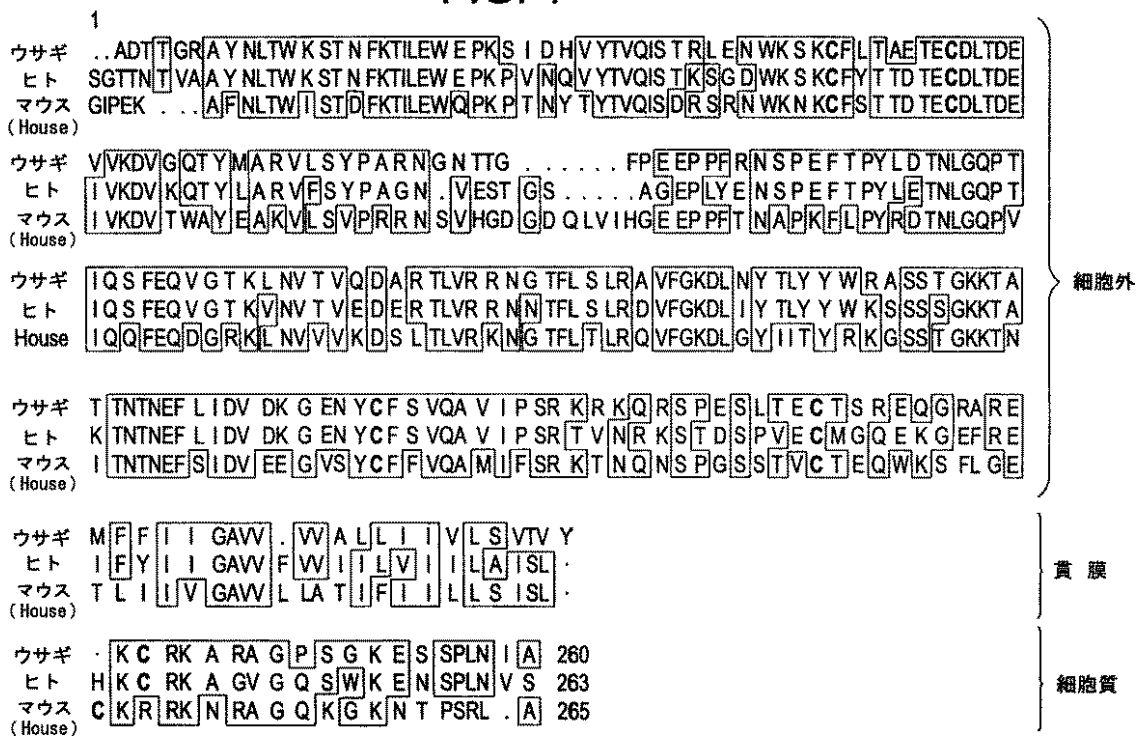 1
ウサギ ..ADTTGRAYNLTWKSTNFKTILEWEPKSIDHVYTVQISTRLENWKSKCFLTAETECDLTDE
ヒト SGTTNTVAAYNLTWKSTNFKTILEWEPKPVNQVYTVQISTKSGDWKSKCFYTTDTECDLTDE
マウス GIPEK...AFNLTWISTDFKTILEWQPKPTNYTYTVQISDRSRNWKNKCFSTTDTECDLTDE
(House)
ウサギ VVKDVGQTYMARVLSYPARNGNTTG......FPEEPPFRNSPEFTPYLDTNLGQPT
ヒト IVKDVKQTYLARVFSYPAGN.VESTGS.....AGEPLYENSPEFTPYLETNLGQPT
マウス IVKDVTWAYEAKVLSVPRRNSVHGDGDQLVIHGEEPPFTNAPKFLPYRDTNLGQPV
(House)
ウサギ IQSFEQVGTKLNVTVQDARTLVRRNGTFLSLRAVFGKDLNYTLYYWRASSTGKKTA
ヒト IQSFEQVGTKVNVTVEDERTLVRRNNTFLSLRDVFGKDLIYTLYYWKSSSSGKKTA
House IQQFEQDGRKLNVVVKDSLTLVRKNGTFLTLRQVFGKDLGYIITYRKGSSTGKKTN
細胞外
ウサギ TTNTNEFLIDVDKGENYCFSVQAVIPSRKRKQRSPESLTECTSREQGRARE
ヒト KTNTNEFLIDVDKGENYCFSVQAVIPSRTVNRKSTDSPVECMGQEKGEFRE
マウス ITNTNEFSIDVEEGVSYCFFVQAMIFSRKTNQNSPGSSTVCTEQWKSFLGE
(House)
ウサギ MFFIIGAVV.VVALLIIVLSVTVY
ヒト IFYIIGAVVFVVIILVIILAISL·
マウス TLIIVGAVVLLATIFIILLSISL·
(House)
貫膜
ウサギ ·KCRKARAGPSGKESSPLNIA 260
ヒト HKCRKAGVGQSWKENSPLNVS 263
マウス CKRRKNRAGQKGKNTPSRL.A 265
(House)
細胞質